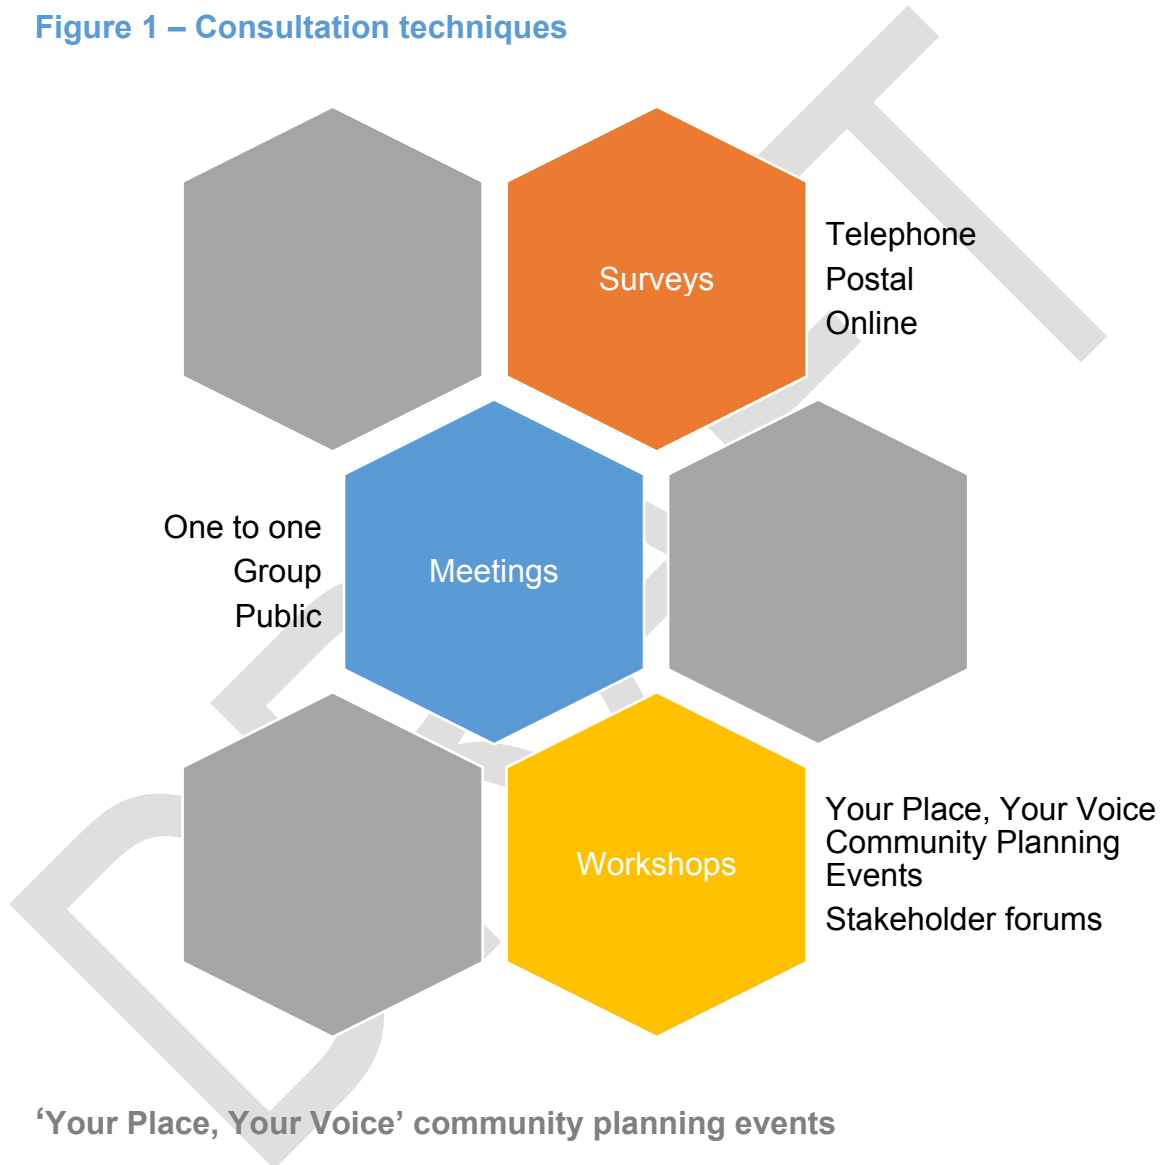 Figure 1 – Consultation techniques
Surveys
Telephone
Postal
Online
One to one
Group
Public
Meetings
Workshops
Your Place, Your Voice
Community Planning
Events
Stakeholder forums
‘Your Place, Your Voice’ community planning events
DRAFT